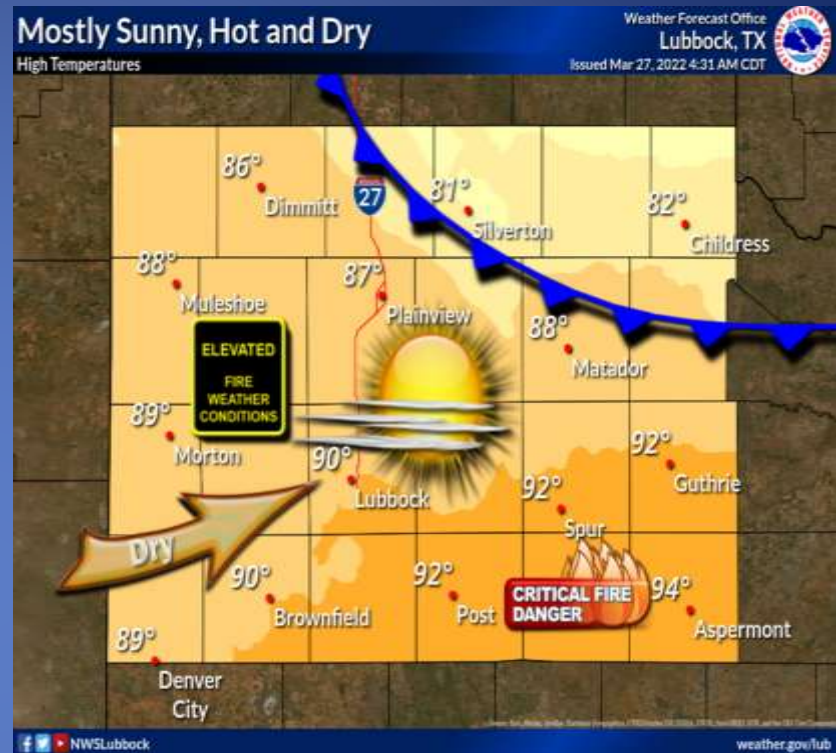 Mostly Sunny, Hot and Dry
High Temperatures
Weather Forecast Office
Lubbock, TX
Issued Mar 27, 2022 4:31 AM CDT
NATIONAL WEATHER SERVICE
86°
Dimmitt
27
81°
Silverton
82°
Childress
88°
Muleshoe
87°
Plainview
88°
Matador
ELEVATED
FIRE
WEATHER
CONDITIONS
89°
Morton
90°
Lubbock
92°
Spur
92°
Guthrie
Dry
90°
Brownfield
92°
Post
CRITICAL FIRE
DANGER
94°
Aspermont
89°
Denver
City
NWSLubbock
weather.gov/lub